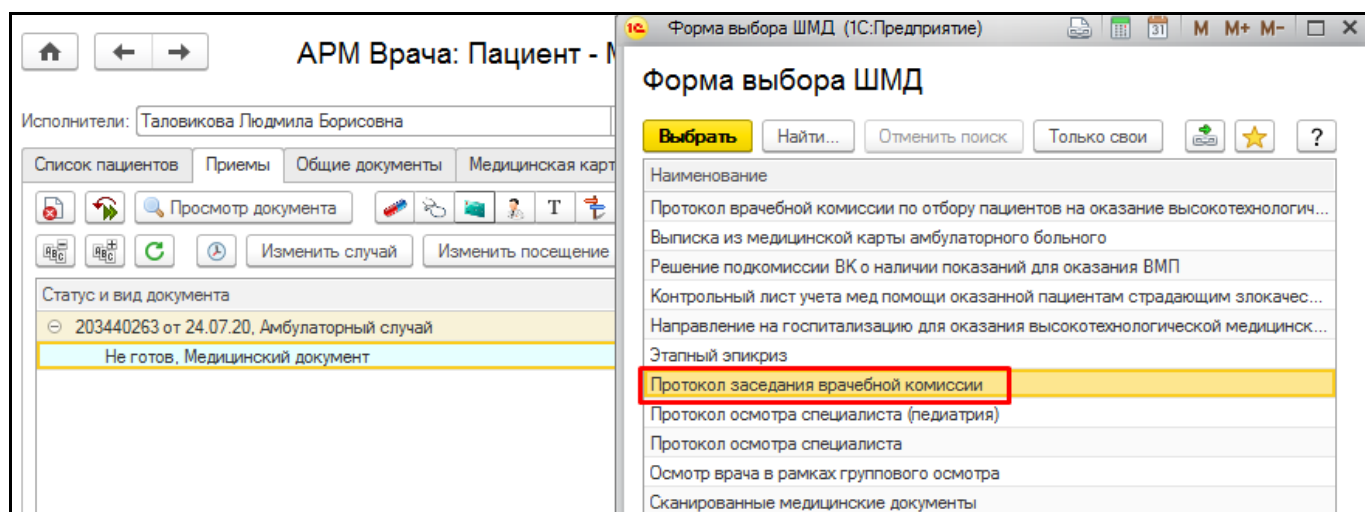 АРМ Врача: Пациент -
Исполнители: Таловикова Людмила Борисовна
Список пациентов Приемы Общие документы Медицинская карт
Просмотр документа T
Изменить случай Изменить посещение
Статус и вид документа
203440263 от 24.07.20, Амбулаторный случай
Не готов, Медицинский документ
1С Форма выбора ШМД (1С:Предприятие) 31 M M+ M-
Форма выбора ШМД
Выбрать Найти... Отменить поиск Только свои ?
Наименование
Протокол врачебной комиссии по отбору пациентов на оказание высокотехнологич...
Выписка из медицинской карты амбулаторного больного
Решение подкомиссии ВК о наличии показаний для оказания ВМП
Контрольный лист учета мед помощи оказанной пациентам страдающим злокачес...
Направление на госпитализацию для оказания высокотехнологической медицинск...
Этапный эпикриз
Протокол заседания врачебной комиссии
Протокол осмотра специалиста (педиатрия)
Протокол осмотра специалиста
Осмотр врача в рамках группового осмотра
Сканированные медицинские документы